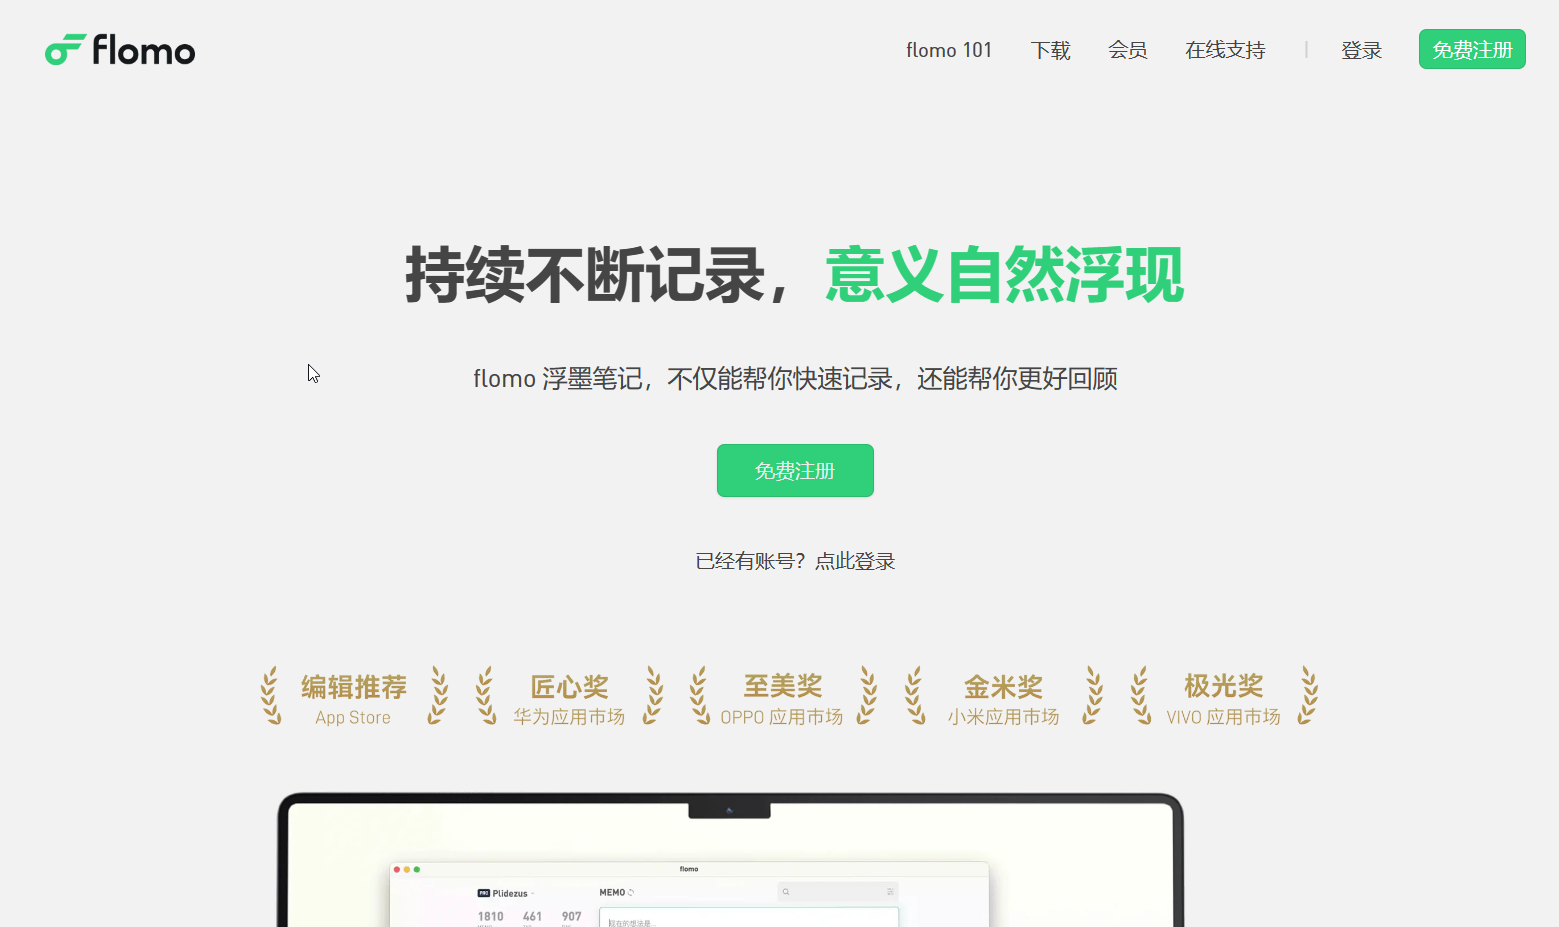 flomo
flomo 101 下载 会员 在线支持 登录 免费注册
持续不断记录，意义自然浮现
flomo 浮墨笔记，不仅能帮你快速记录，还能帮你更好回顾
免费注册
已经有账号？点此登录
编辑推荐 匠心奖 至美奖 金米奖 极光奖
App Store 华为应用市场 OPPO 应用市场 小米应用市场 VIVO 应用市场
flomo
PRO Plidezus MEMO
1810 461 907
现在的想法是...